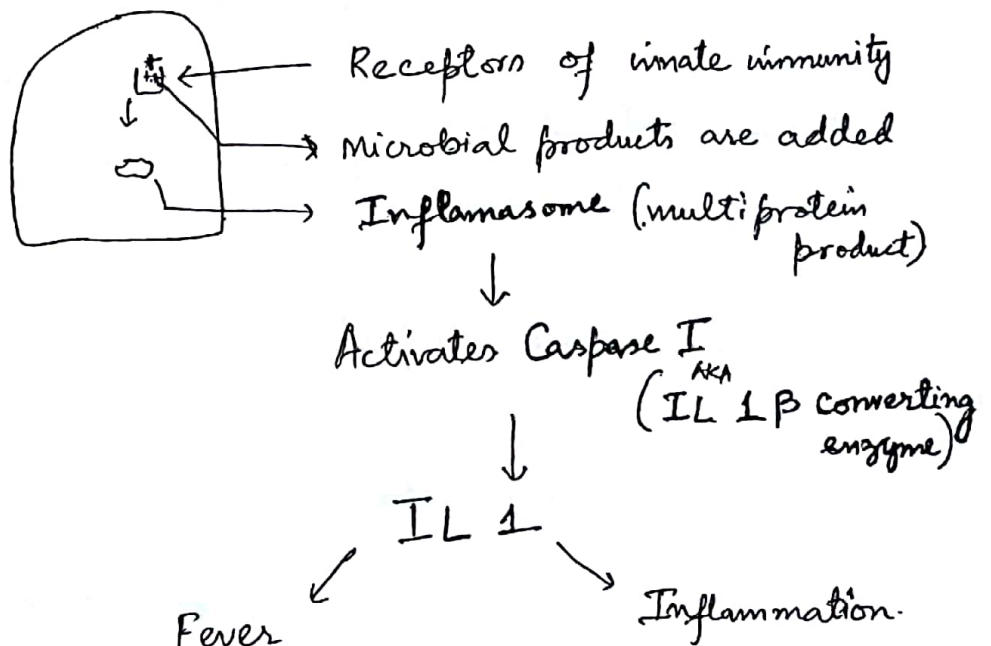 Receptors of innate immunity
Microbial products are added
Inflamasome (multiprotein
product)
Activates Caspase I
AKA
(IL 1 β converting
enzyme)
IL 1
Fever
Inflammation.